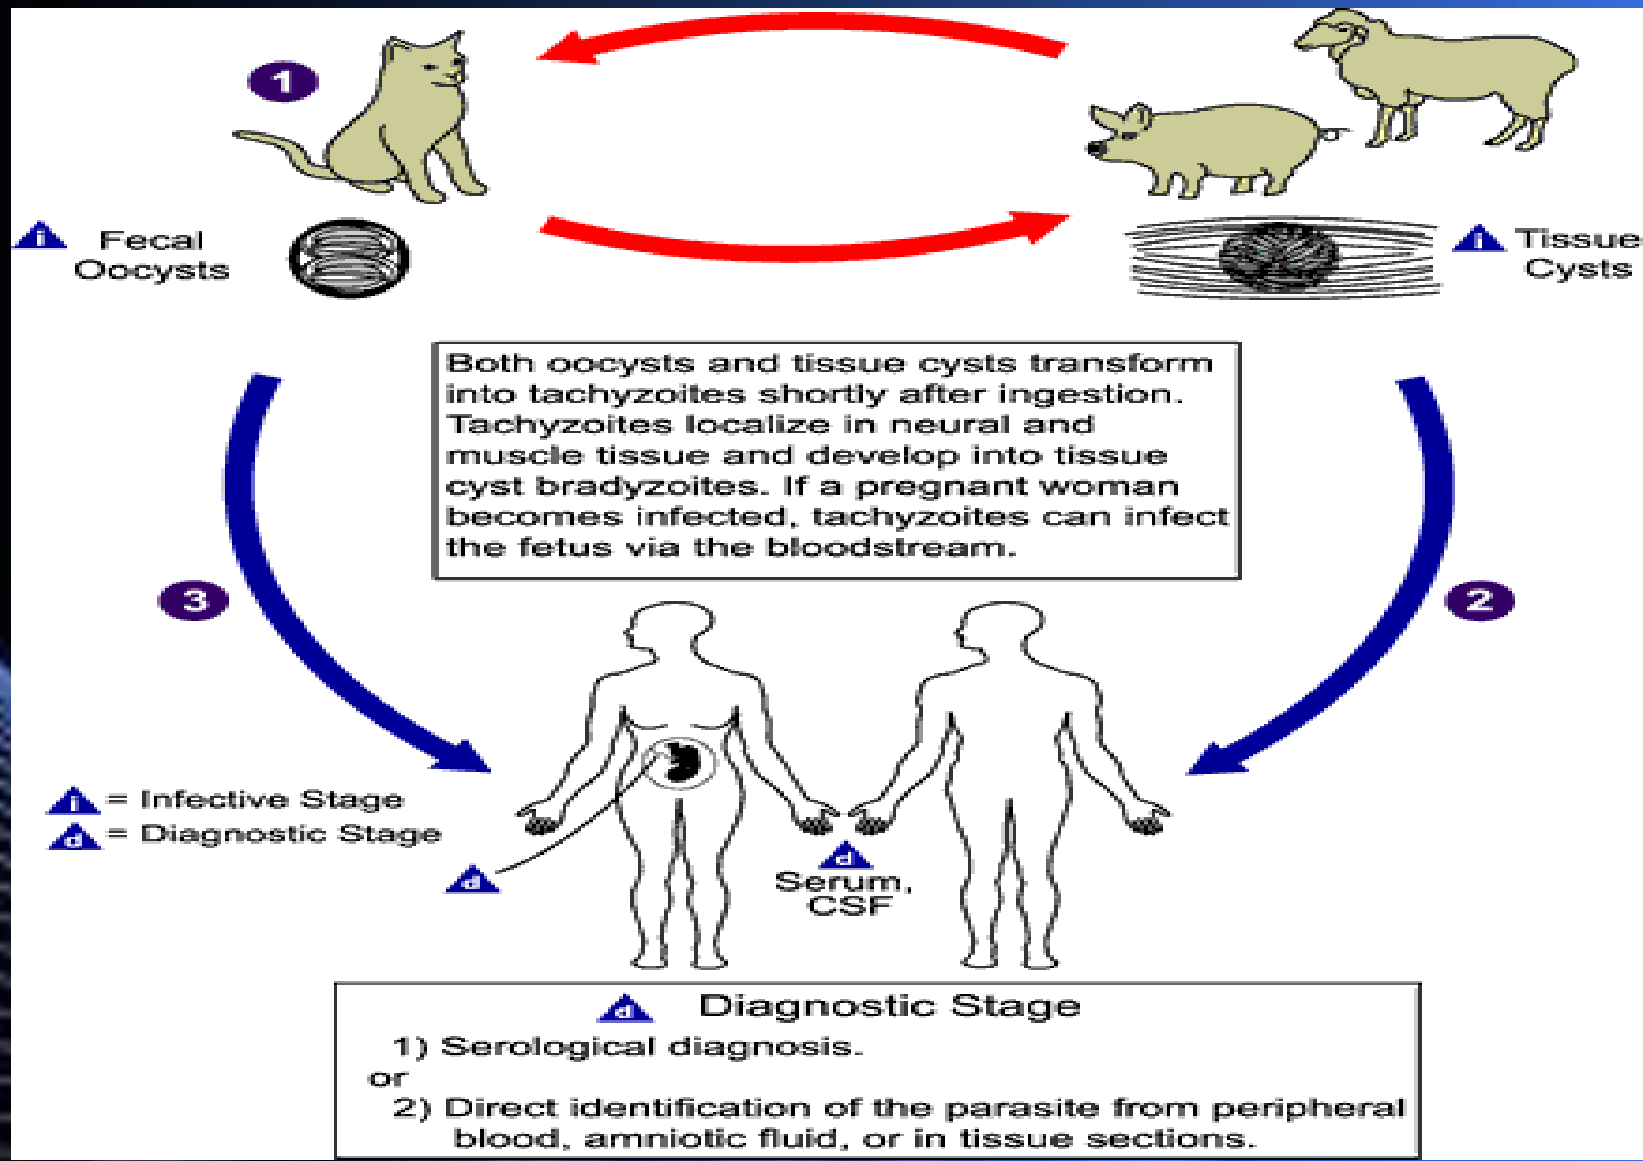 1
i Fecal
Oocysts
i Tissue
Cysts
Both oocysts and tissue cysts transform
into tachyzoites shortly after ingestion.
Tachyzoites localize in neural and
muscle tissue and develop into tissue
cyst bradyzoites. If a pregnant woman
becomes infected, tachyzoites can infect
the fetus via the bloodstream.
3
2
i = Infective Stage
d = Diagnostic Stage
d
d
Serum,
CSF
d Diagnostic Stage
1) Serological diagnosis.
or
2) Direct identification of the parasite from peripheral
blood, amniotic fluid, or in tissue sections.